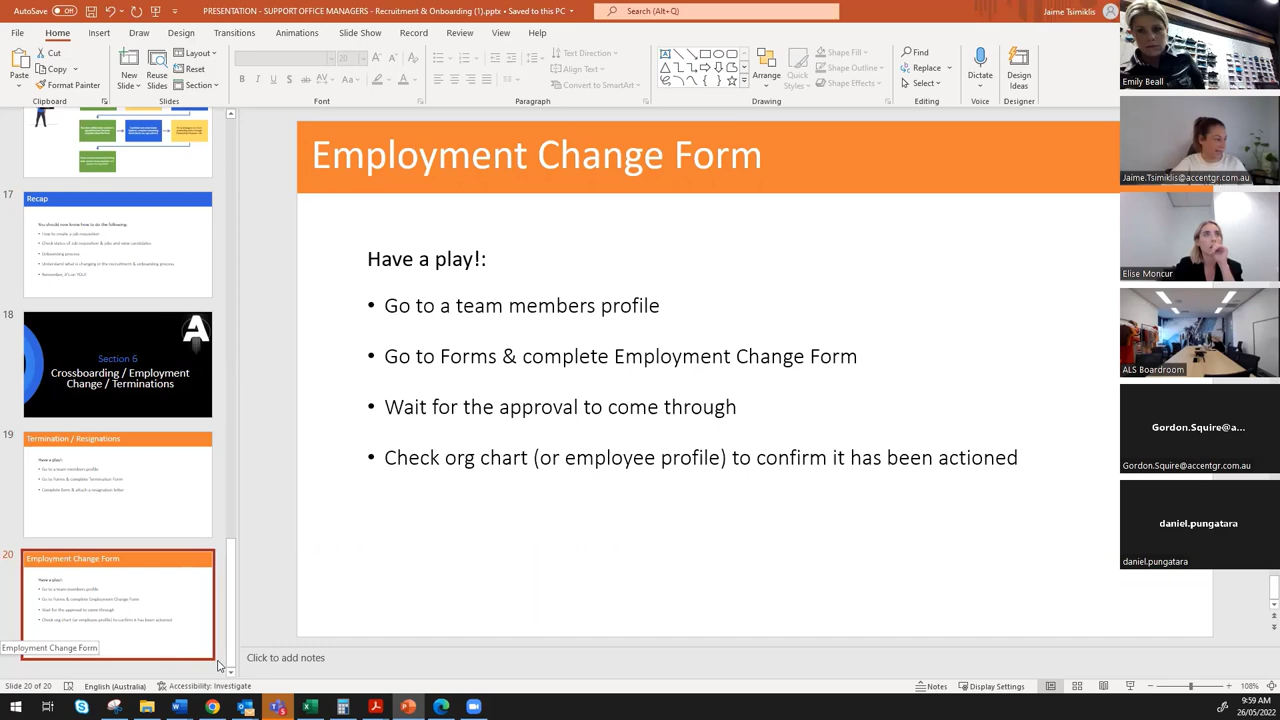 AutoSave Off
PRESENTATION - SUPPORT OFFICE MANAGERS - Recruitment & Onboarding (1).pptx • Saved to this PC
Search (Alt+Q)
Jaime Tsimiklis
File Home Insert Draw Design Transitions Animations Slide Show Record Review View Help
Paste
Cut
Copy
Format Painter
Clipboard
New Slides
Reuse Slides
Layout
Reset
Section
Slides
20
Font
Text Direction
Align Text
Convert to SmartArt
Paragraph
Arrange
Quick Styles
Shape Fill
Shape Outline
Shape Effects
Drawing
Find
Replace
Select
Editing
Dictate
Voice
Design Ideas
Designer
17
Recap
You should now know how to do the following:
• How to create a job requisition
• Check status of job requisition & jobs and view candidates
• Onboarding process
• Understand what is changing in the recruitment & onboarding process
• Remember, it's on YOU!
18
Section 5
Crossboarding / Employment
Change / Terminations
19
Termination / Resignations
Have a play!:
• Go to a team members profile
• Go to Forms & complete Termination Form
• Complete form & attach a resignation letter
20
Employment Change Form
Have a play!:
• Go to a team members profile
• Go to Forms & complete Employment Change Form
• Wait for the approval to come through
• Check org chart (or employee profile) to confirm it has been actioned
Employment Change Form
Employment Change Form
Have a play!:
• Go to a team members profile
• Go to Forms & complete Employment Change Form
• Wait for the approval to come through
• Check org chart (or employee profile) to confirm it has been actioned
Click to add notes
Emily Beall
Jaime.Tsimiklis@accentgr.com.au
Elise Moncur
ALS Boardroom
Gordon.Squire@a...
Gordon.Squire@accentgr.com.au
daniel.pungatara
daniel.pungatara
Slide 20 of 20
English (Australia)
Accessibility: Investigate
Notes
Display Settings
108%
9:59 AM
26/05/2022